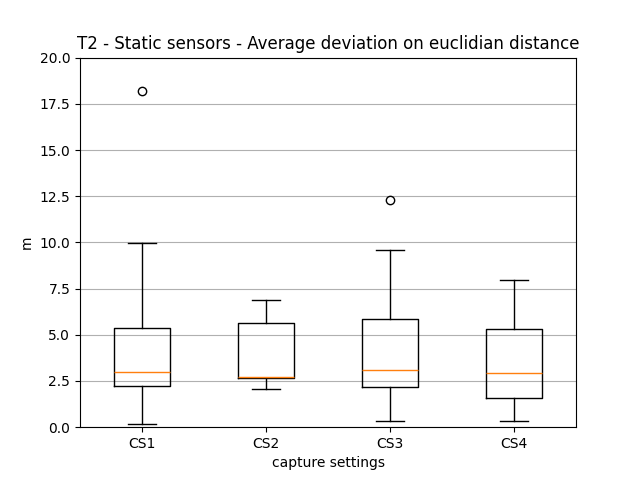 T2 - Static sensors - Average deviation on euclidian distance
20.0
17.5
15.0
12.5
10.0
7.5
5.0
2.5
0.0
m
CS1 CS2 CS3 CS4
capture settings